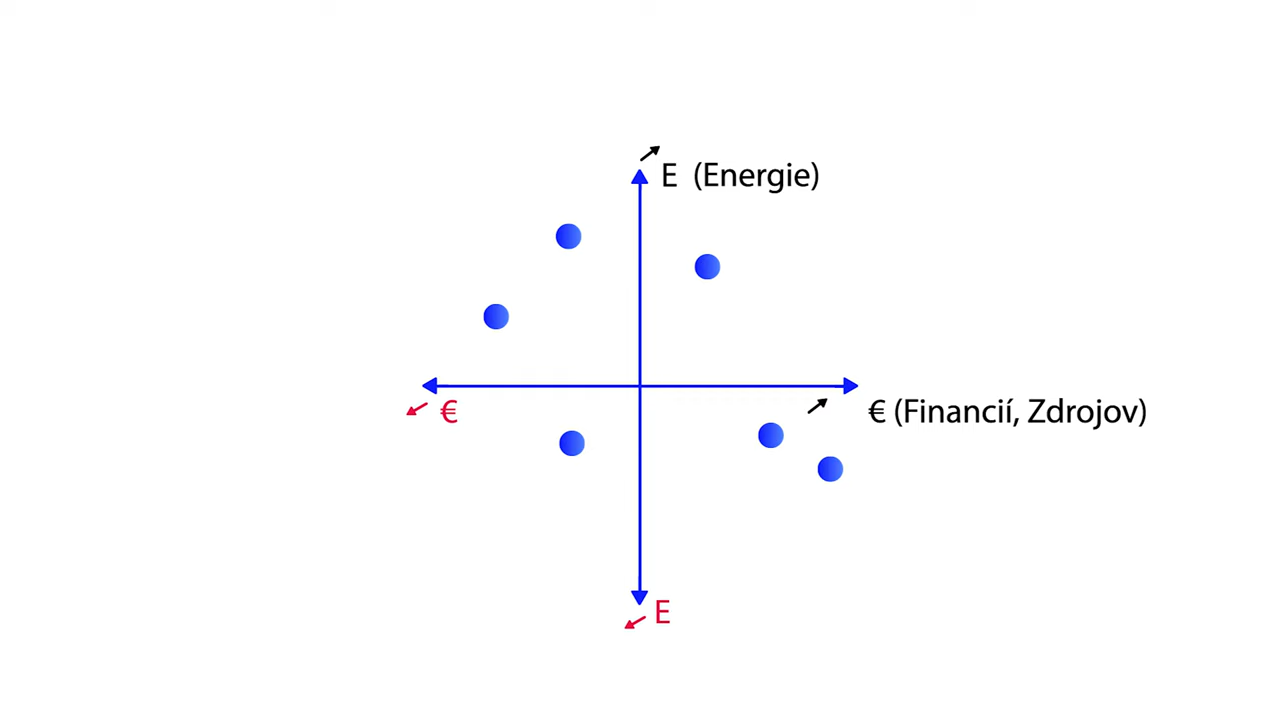 E (Energie)
€
€ (Financií, Zdrojov)
E